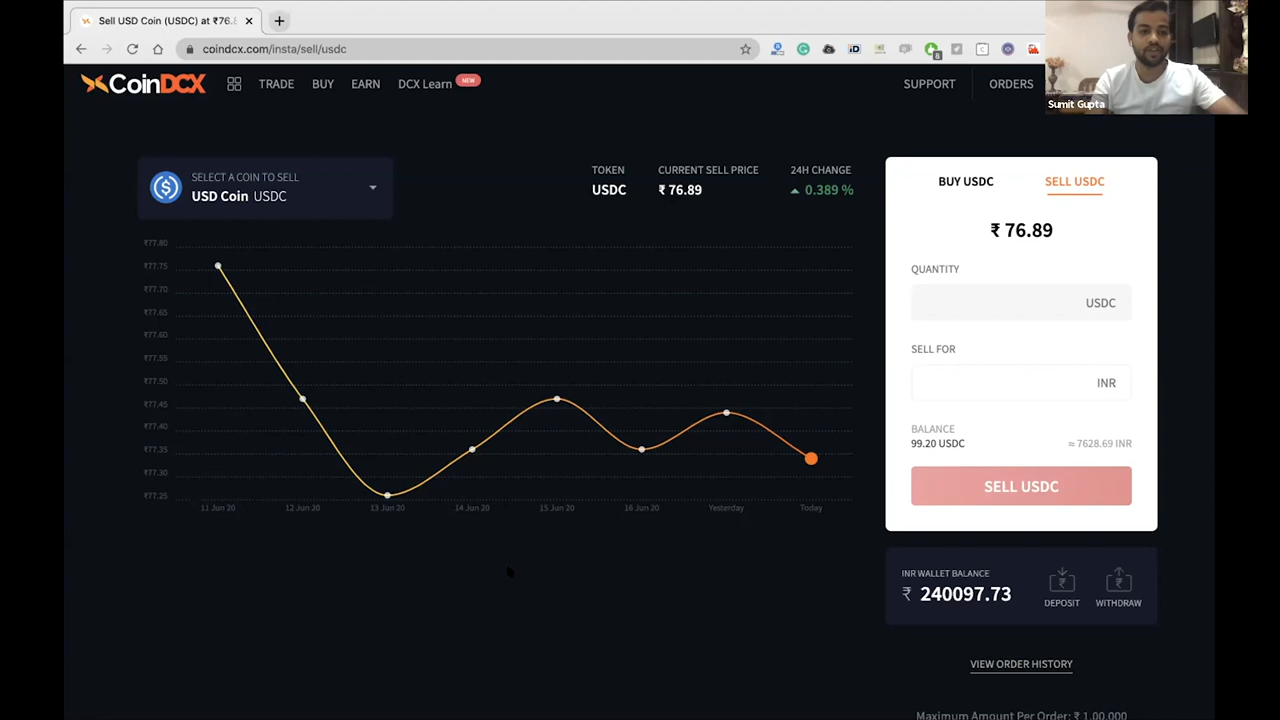 Sell USD Coin (USDC) at ₹76.8
coindcx.com/insta/sell/usdc
CoinDCX
TRADE BUY EARN DCX Learn NEW
SUPPORT ORDERS
Sumit Gupta
SELECT A COIN TO SELL
USD Coin USDC
TOKEN
USDC
CURRENT SELL PRICE
₹ 76.89
24H CHANGE
0.389 %
₹77.80
₹77.75
₹77.70
₹77.65
₹77.60
₹77.55
₹77.50
₹77.45
₹77.40
₹77.35
₹77.30
₹77.25
11 Jun 20 12 Jun 20 13 Jun 20 14 Jun 20 15 Jun 20 16 Jun 20 Yesterday Today
BUY USDC SELL USDC
₹ 76.89
QUANTITY
USDC
SELL FOR
INR
BALANCE
99.20 USDC ≈ 7628.69 INR
SELL USDC
INR WALLET BALANCE
₹ 240097.73
DEPOSIT WITHDRAW
VIEW ORDER HISTORY
Maximum Amount Per Order: ₹ 1,00,000